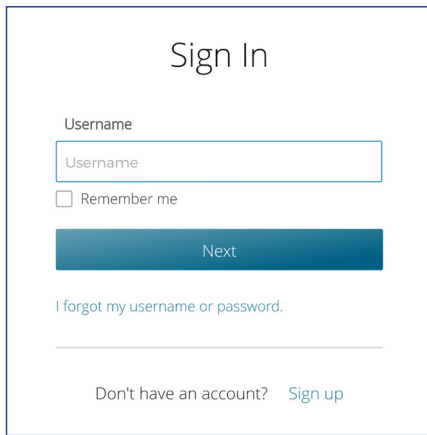 Sign In
Username
Username
Remember me
Next
I forgot my username or password.
Don't have an account? Sign up